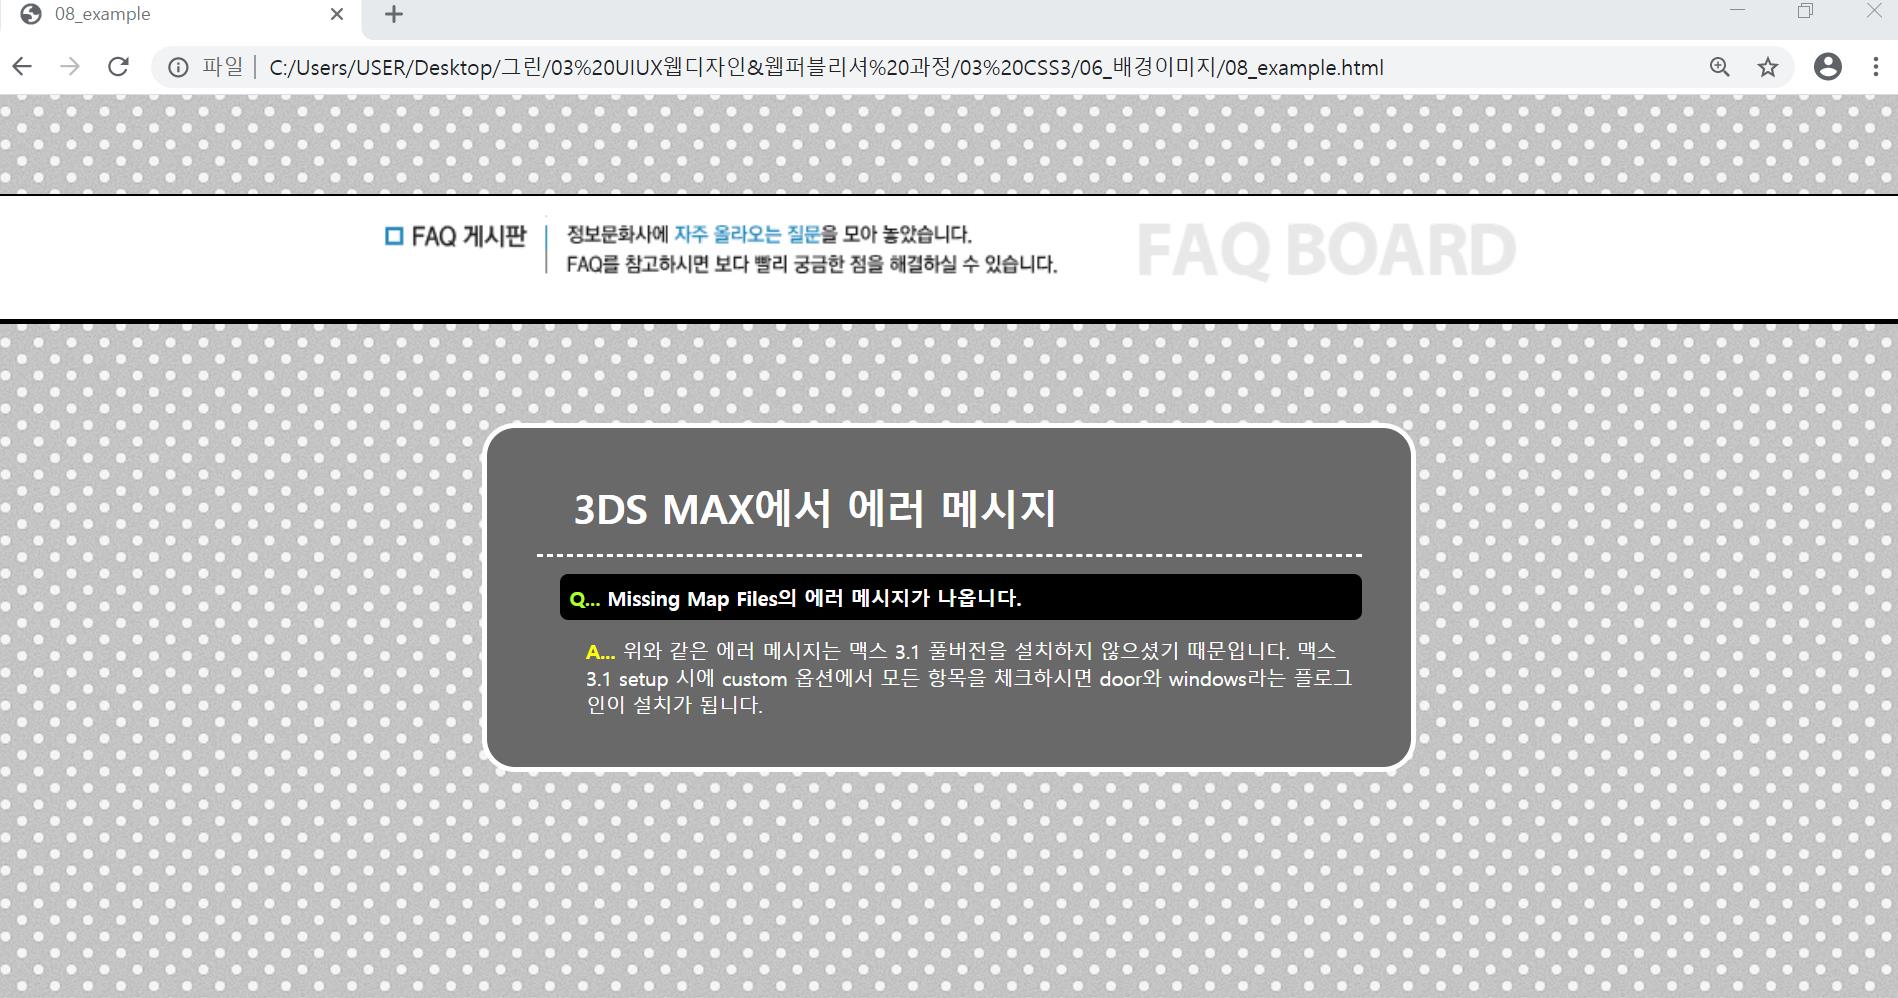 08_example
파일 C:/Users/USER/Desktop/그린/03%20UIUX웹디자인&웹퍼블리셔%20과정/03%20CSS3/06_배경이미지/08_example.html
FAQ 게시판
정보문화사에 자주 올라오는 질문을 모아 놓았습니다.
FAQ를 참고하시면 보다 빨리 궁금한 점을 해결하실 수 있습니다.
FAQ BOARD
3DS MAX에서 에러 메시지
Q... Missing Map Files의 에러 메시지가 나옵니다.
A... 위와 같은 에러 메시지는 맥스 3.1 풀버전을 설치하지 않으셨기 때문입니다. 맥스
3.1 setup 시에 custom 옵션에서 모든 항목을 체크하시면 door와 windows라는 플로그
인이 설치가 됩니다.